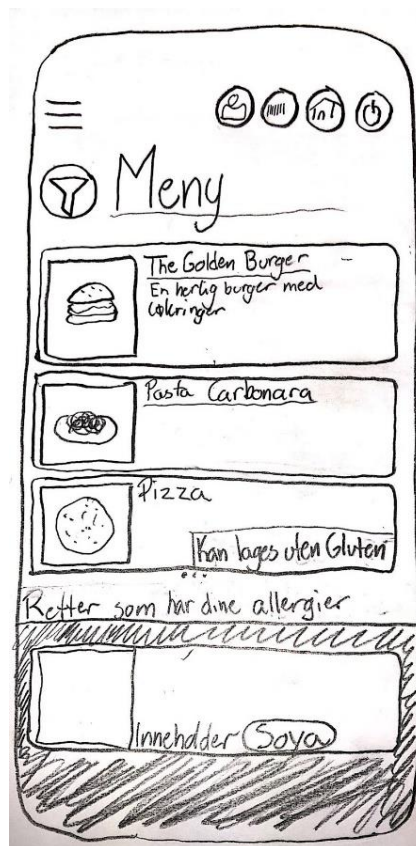 Meny
The Golden Burger
En herlig burger med
Pasta Carbonara
Pizza
Kan lages uten Gluten
Retter som har dine allergier
Inneholder Soya